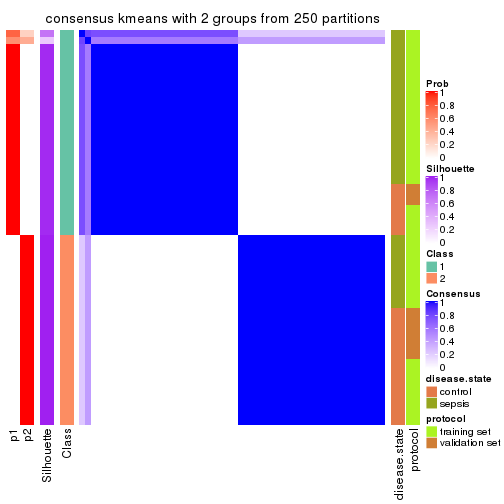 consensus kmeans with 2 groups from 250 partitions
Prob
1
0.8
0.6
0.4
0.2
0
Silhouette
1
0.8
0.6
0.4
0.2
0
Class
1
2
Consensus
1
0.8
0.6
0.4
0.2
0
disease.state
control
sepsis
protocol
training set
validation set
p1
p2
Silhouette
Class
disease.state
protocol